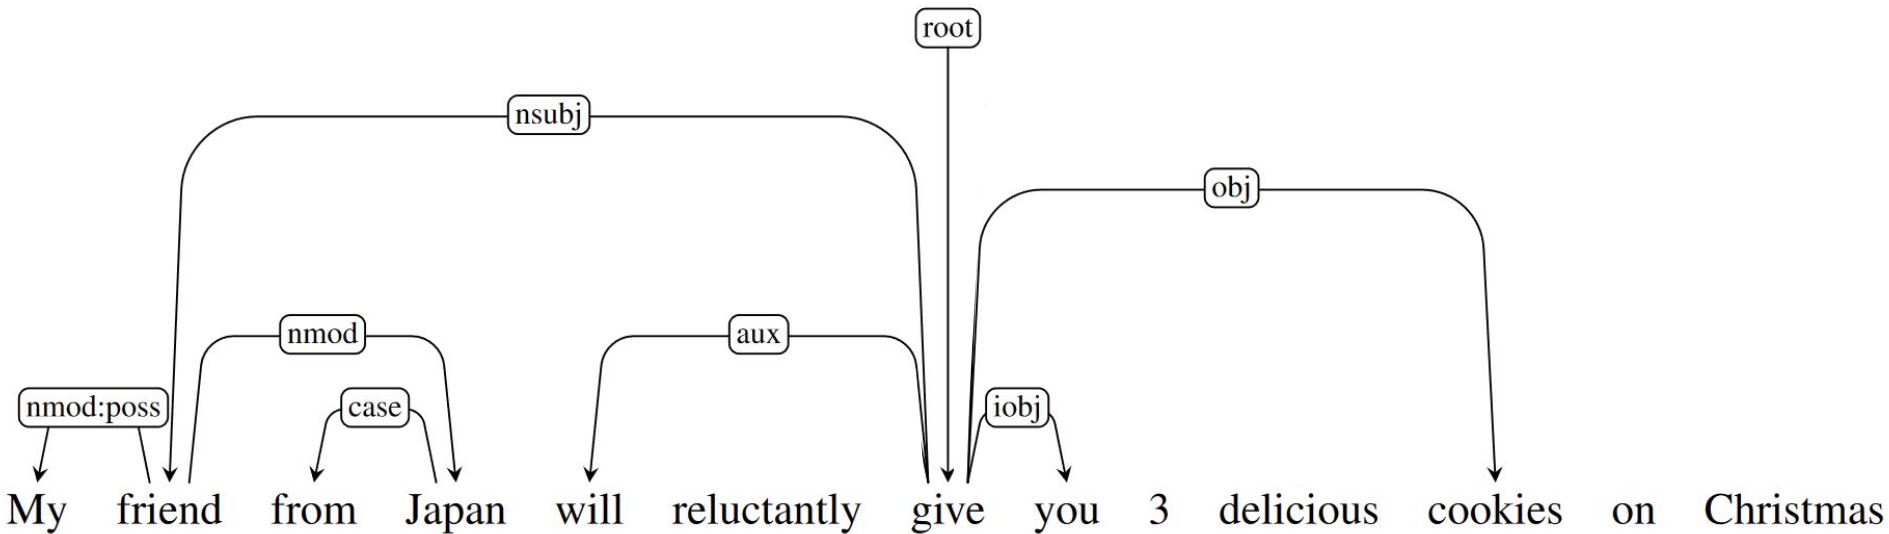 root
nsubj
obj
nmod aux
nmod:poss case iobj
My friend from Japan will reluctantly give you 3 delicious cookies on Christmas